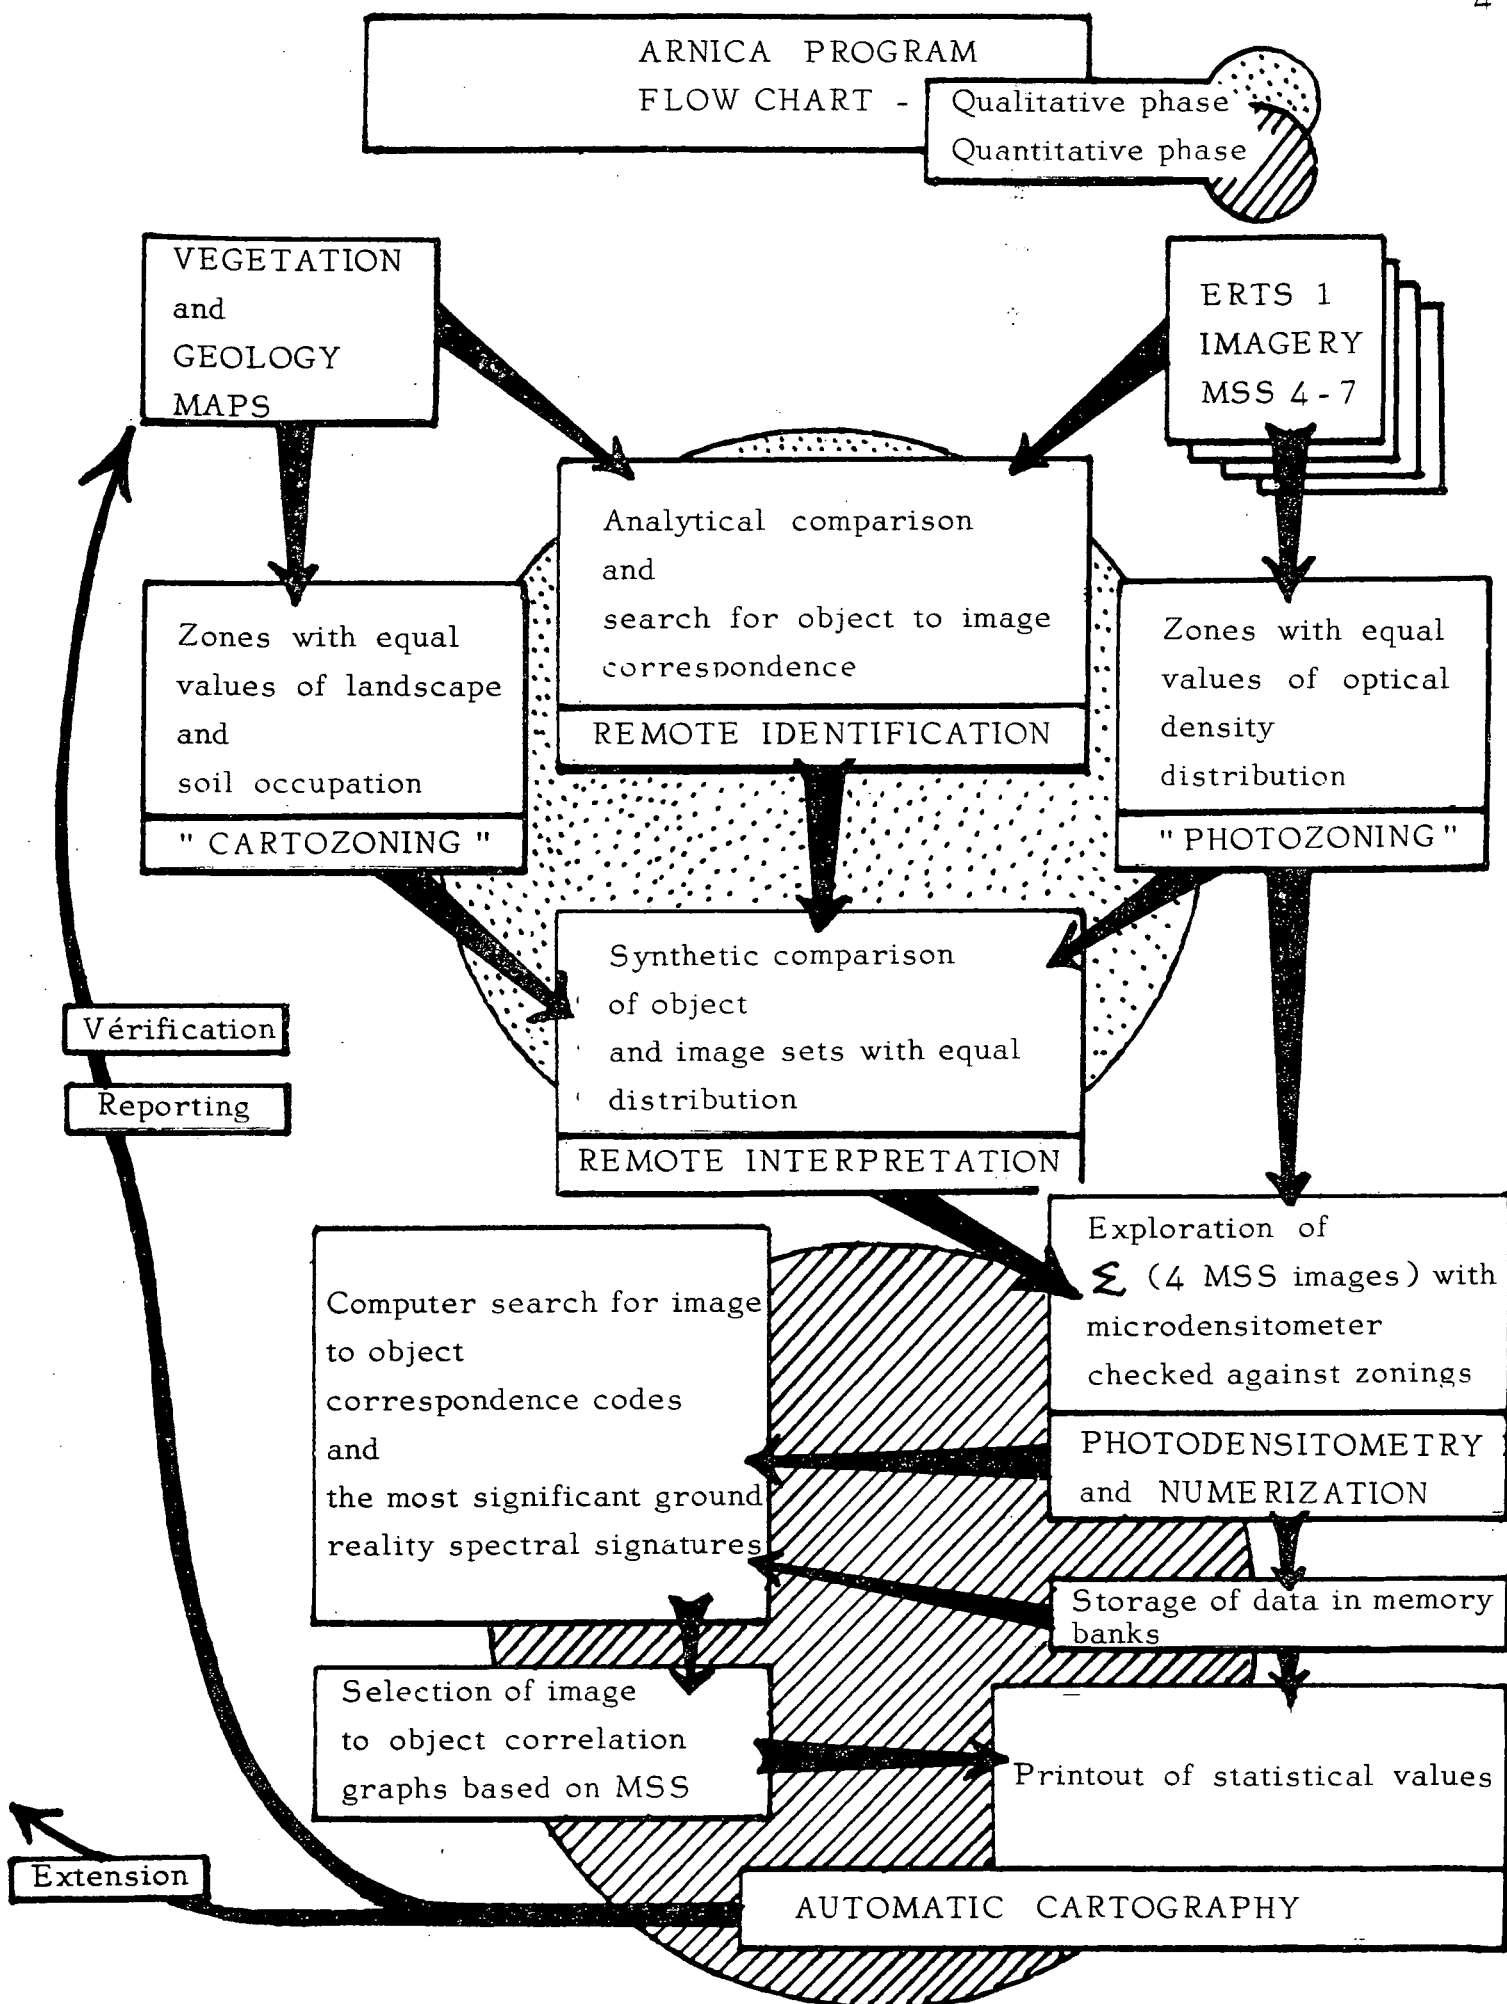 4
ARNICA PROGRAM
FLOW CHART -
Qualitative phase
Quantitative phase
VEGETATION
and
GEOLOGY
MAPS
ERTS 1
IMAGERY
MSS 4-7
Analytical comparison
and
search for object to image
correspondence
REMOTE IDENTIFICATION
Zones with equal
values of landscape
and
soil occupation
" CARTOZONING "
Zones with equal
values of optical
density
distribution
" PHOTOZONING "
Synthetic comparison
of object
and image sets with equal
distribution
REMOTE INTERPRETATION
Vérification
Reporting
Exploration of
Σ (4 MSS images) with
microdensitometer
checked against zonings
PHOTODENSITOMETRY
and NUMERIZATION
Computer search for image
to object
correspondence codes
and
the most significant ground
reality spectral signatures
Storage of data in memory
banks
Selection of image
to object correlation
graphs based on MSS
Printout of statistical values
Extension
AUTOMATIC CARTOGRAPHY